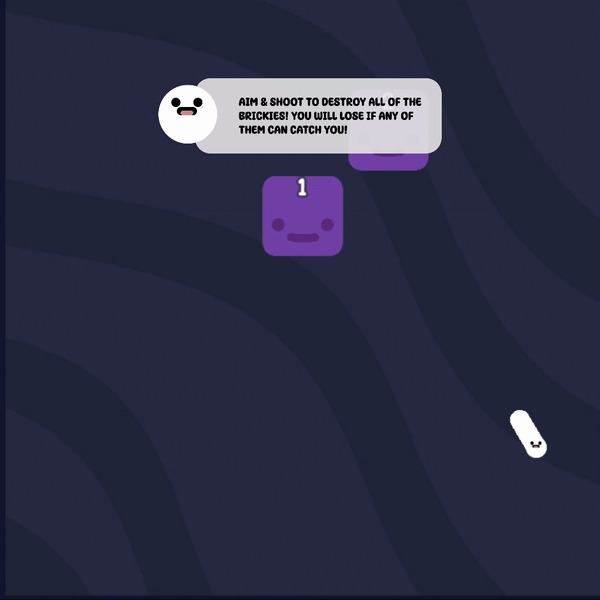 AIM & SHOOT TO DESTROY ALL OF THE
BRICKIES! YOU WILL LOSE IF ANY OF
THEM CAN CATCH YOU!
1